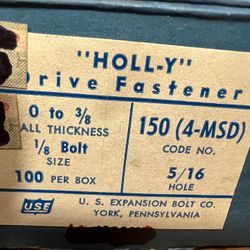 "HOLL-Y"
Drive Fastener
0 to 3/8
ALL THICKNESS
1/8 Bolt
SIZE
100 PER BOX
150 (4-MSD)
CODE NO.
5/16
HOLE
USE
U. S. EXPANSION BOLT CO.
YORK, PENNSYLVANIA